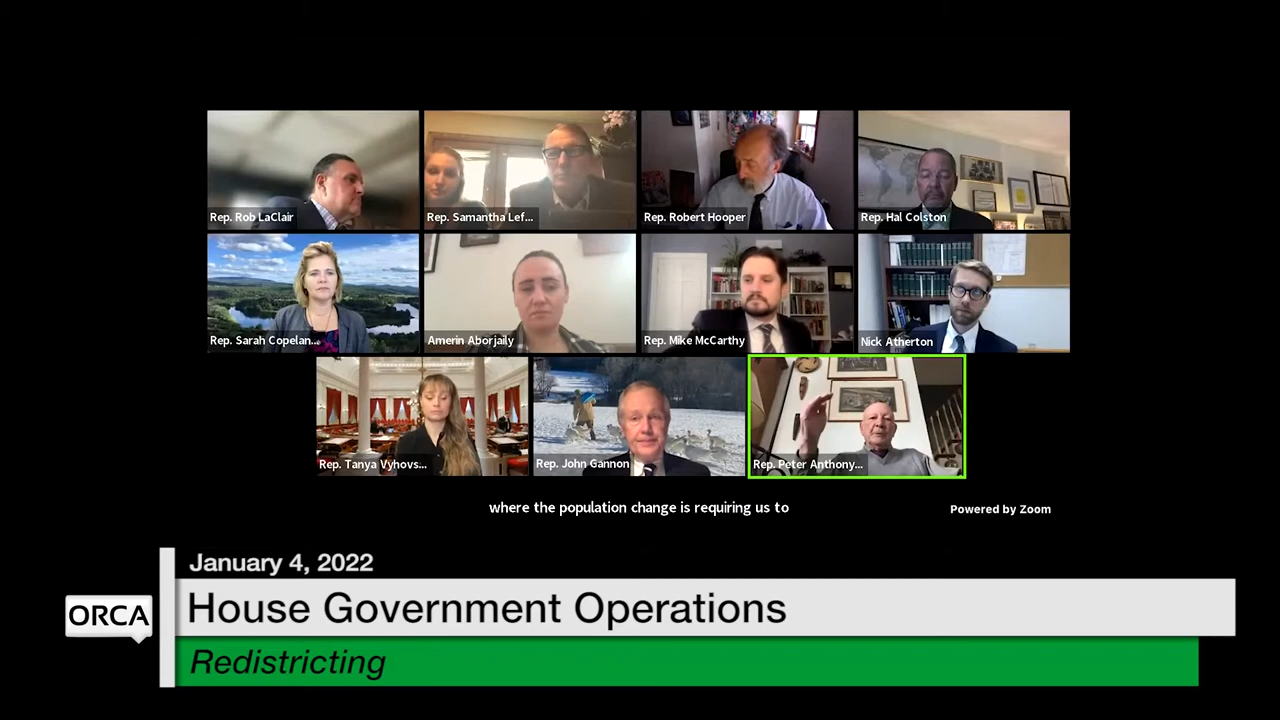 Rep. Rob LaClair
Rep. Samantha Lef...
Rep. Robert Hooper
Rep. Hal Colston
Rep. Sarah Copelan...
Amerin Aborjaily
Rep. Mike McCarthy
Nick Atherton
Rep. Tanya Vyhovs...
Rep. John Gannon
Rep. Peter Anthony...
where the population change is requiring us to
Powered by Zoom
January 4, 2022
ORCA
House Government Operations
Redistricting